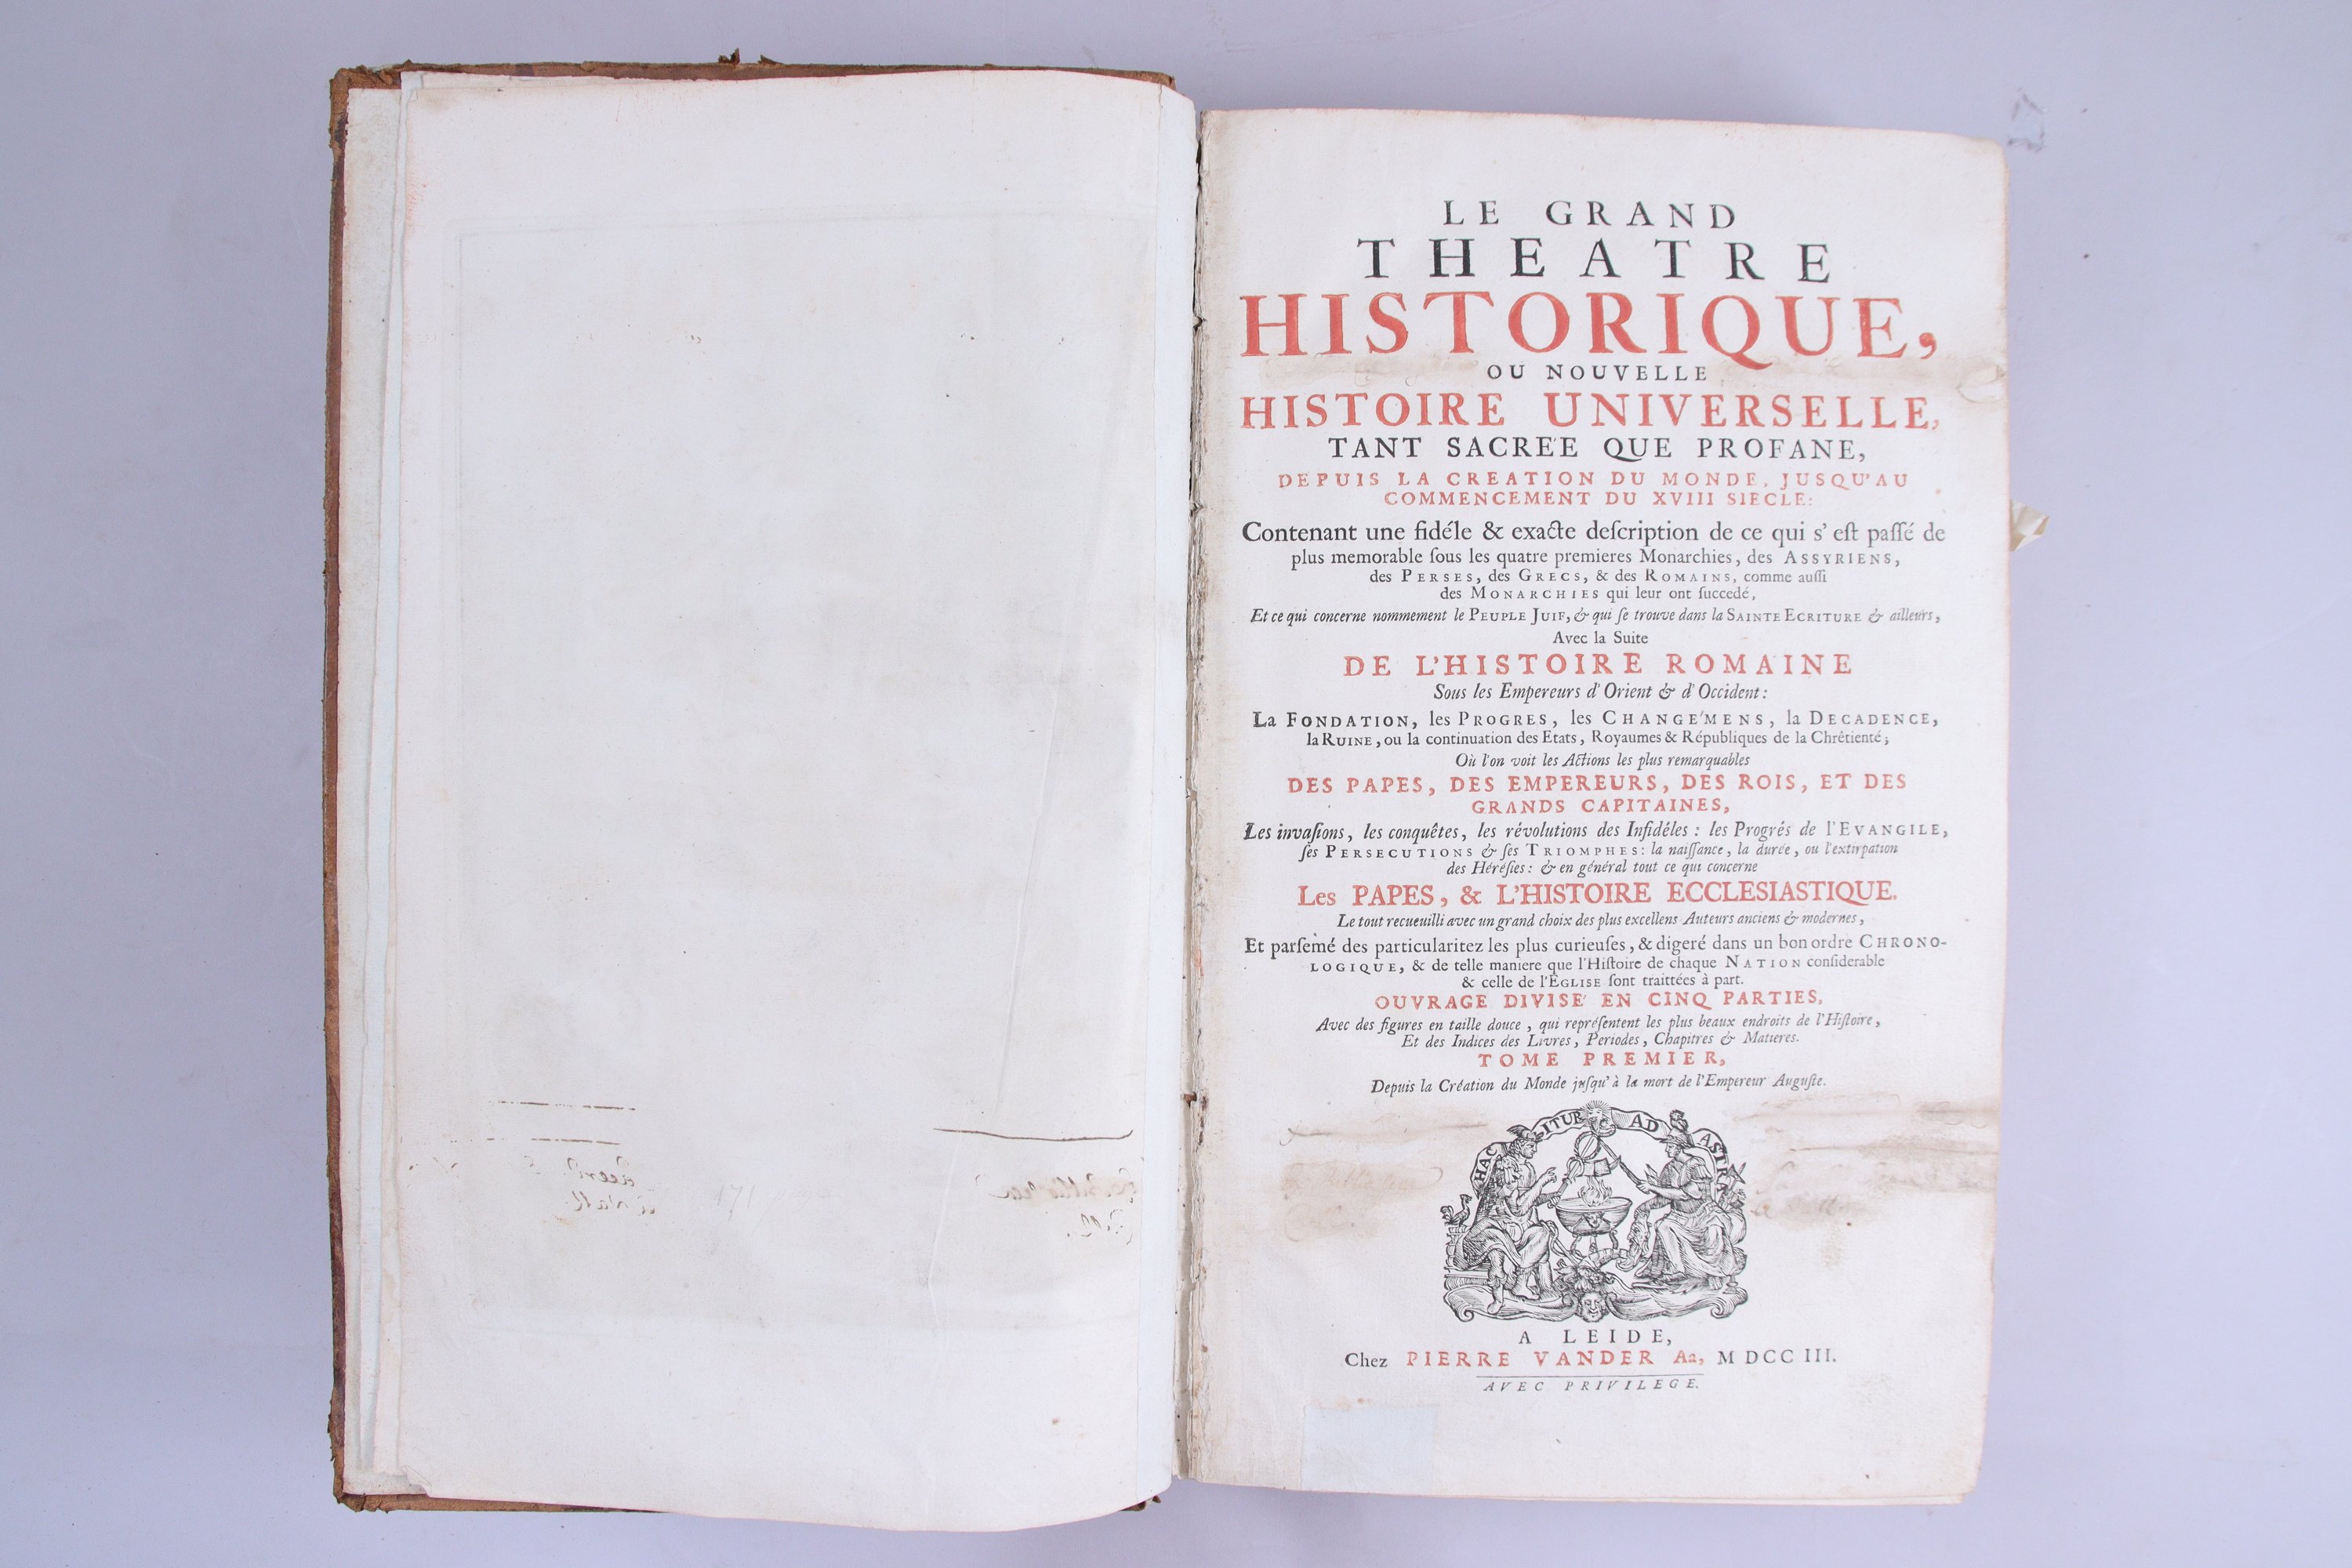 LE GRAND
THEATRE
HISTORIQUE,
OU NOUVELLE
HISTOIRE UNIVERSELLE,
TANT SACRÉE QUE PROFANE,
DEPUIS LA CREATION DU MONDE, JUSQU'AU
COMMENCEMENT DU XVIII SIECLE:
Contenant une fidéle & exacte deſcription de ce qui s'eſt paſſé de
plus memorable ſous les quatre premieres Monarchies, des ASSYRIENS,
des PERSES, des GRECS, & des ROMAINS, comme auſſi
des MONARCHIES qui leur ont ſuccedé,
Et ce qui concerne nommement le PEUPLE JUIF, & qui ſe trouve dans la SAINTE ECRITURE & ailleurs,
Avec la Suite
DE L'HISTOIRE ROMAINE
Sous les Empereurs d'Orient & d'Occident:
La FONDATION, les PROGRES, les CHANGEMENS, la DECADENCE,
la RUINE, ou la continuation des Etats, Royaumes & Républiques de la Chrêtienté;
Où l'on voit les Actions les plus remarquables
DES PAPES, DES EMPEREURS, DES ROIS, ET DES
GRANDS CAPITAINES,
Les invaſions, les conquêtes, les révolutions des Infidéles: les Progrés de l'EVANGILE,
ſes PERSECUTIONS & ſes TRIOMPHES: la naiſſance, la durée, ou l'extirpation
des Héréſies: & en général tout ce qui concerne
Les PAPES, & L'HISTOIRE ECCLESIASTIQUE.
Le tout recueuilli avec un grand choix des plus excellens Auteurs anciens & modernes,
Et parſemé des particularitez les plus curieuſes, & digeré dans un bon ordre CHRONO-
LOGIQUE, & de telle maniere que l'Hiſtoire de chaque NATION conſiderable
& celle de l'EGLISE ſont traittées à part.
OUVRAGE DIVISÉ EN CINQ PARTIES,
Avec des figures en taille douce, qui repréſentent les plus beaux endroits de l'Hiſtoire,
Et des Indices des Livres, Periodes, Chapitres & Matieres.
TOME PREMIER,
Depuis la Création du Monde juſqu'à la mort de l'Empereur Auguſte.
HAC ITUR AD ASTRA
A LEIDE,
Chez PIERRE VANDER Aa, M DCC III.
AVEC PRIVILEGE.